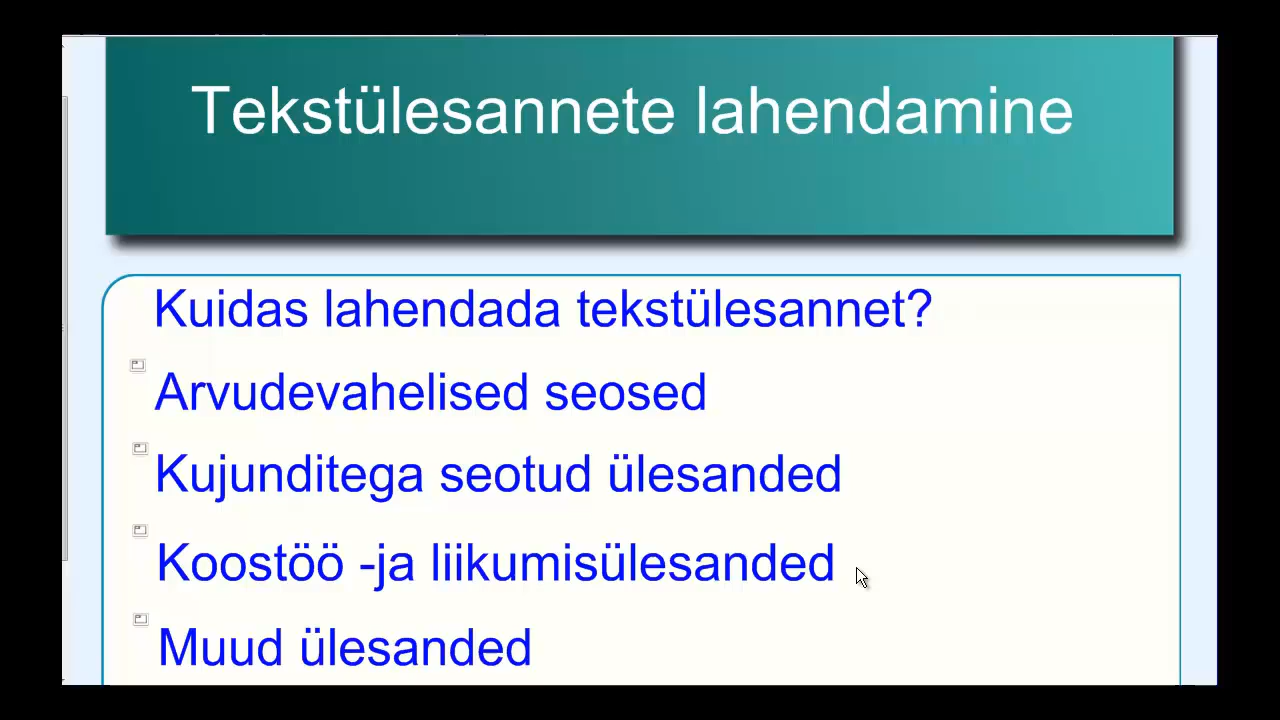 Tekstülesannete lahendamine
Kuidas lahendada tekstülesannet?
Arvudevahelised seosed
Kujunditega seotud ülesanded
Koostöö -ja liikumisülesanded
Muud ülesanded